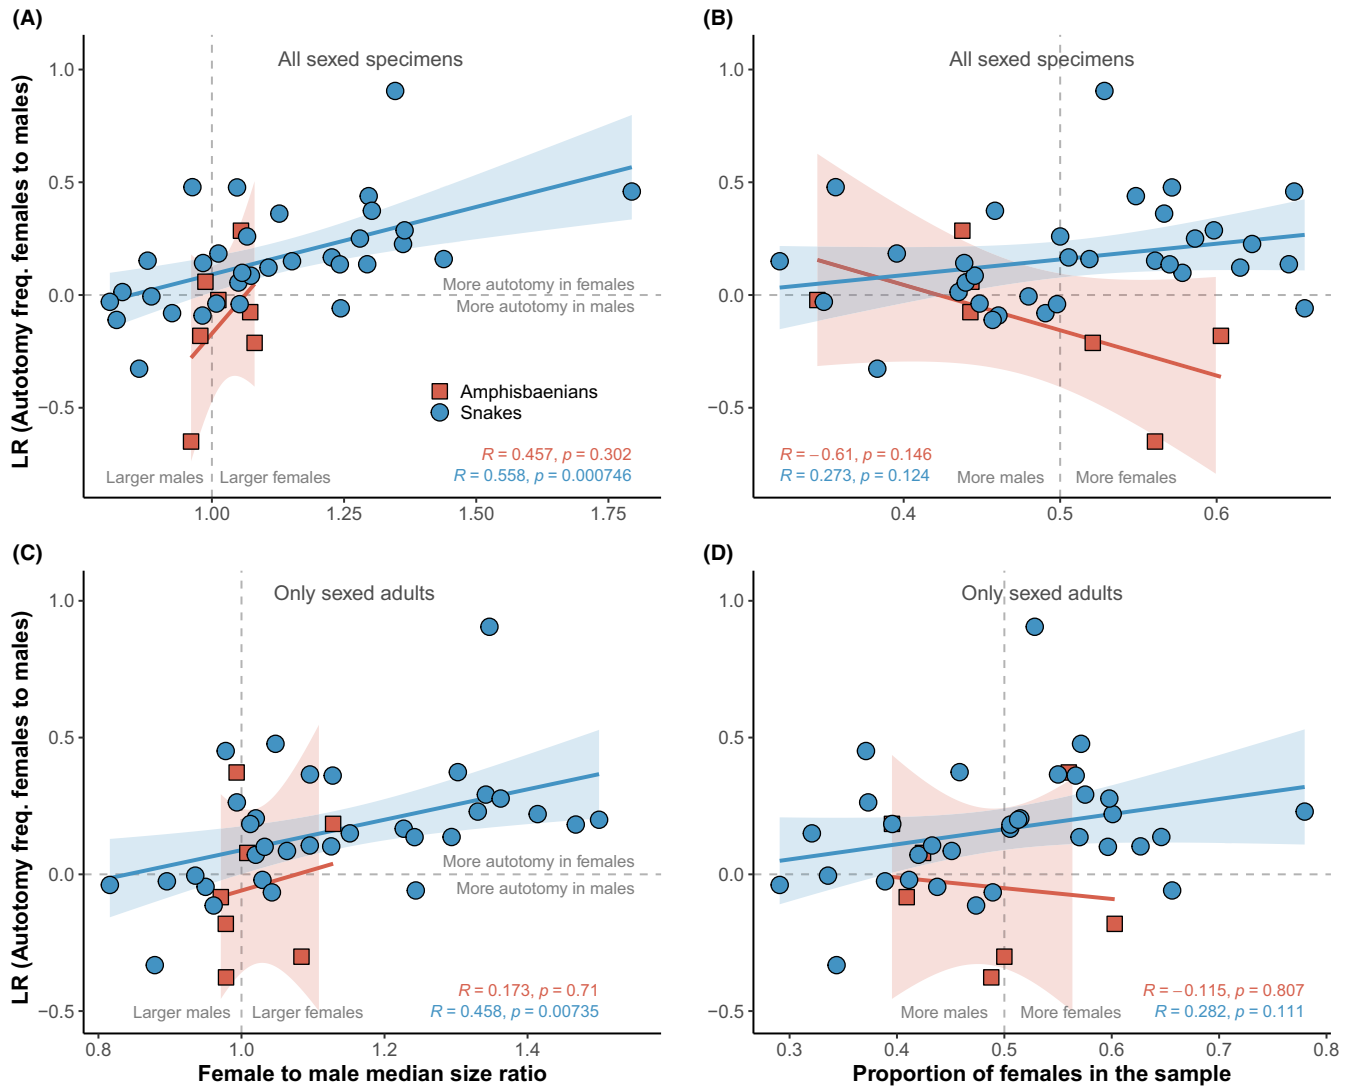 (A)
All sexed specimens
LR (Autotomy freq. females to males)
1.0
0.5
0.0
−0.5
More autotomy in females
More autotomy in males
Amphisbaenians
Snakes
R = 0.457, p = 0.302
R = 0.558, p = 0.000746
Larger males
Larger females
1.00
1.25
1.50
1.75
(B)
All sexed specimens
1.0
0.5
0.0
−0.5
R = −0.61, p = 0.146
R = 0.273, p = 0.124
More males
More females
0.4
0.5
0.6
(C)
Only sexed adults
LR (Autotomy freq. females to males)
1.0
0.5
0.0
−0.5
More autotomy in females
More autotomy in males
R = 0.173, p = 0.71
R = 0.458, p = 0.00735
Larger males
Larger females
0.8
1.0
1.2
1.4
Female to male median size ratio
(D)
Only sexed adults
1.0
0.5
0.0
−0.5
R = −0.115, p = 0.807
R = 0.282, p = 0.111
More males
More females
0.3
0.4
0.5
0.6
0.7
0.8
Proportion of females in the sample